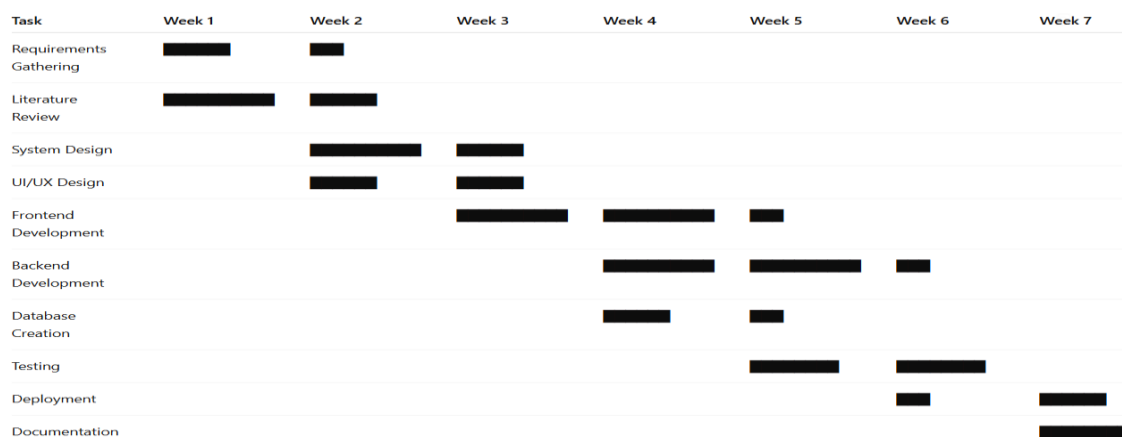 Task Week 1 Week 2 Week 3 Week 4 Week 5 Week 6 Week 7
Requirements
Gathering
Literature
Review
System Design
UI/UX Design
Frontend
Development
Backend
Development
Database
Creation
Testing
Deployment
Documentation